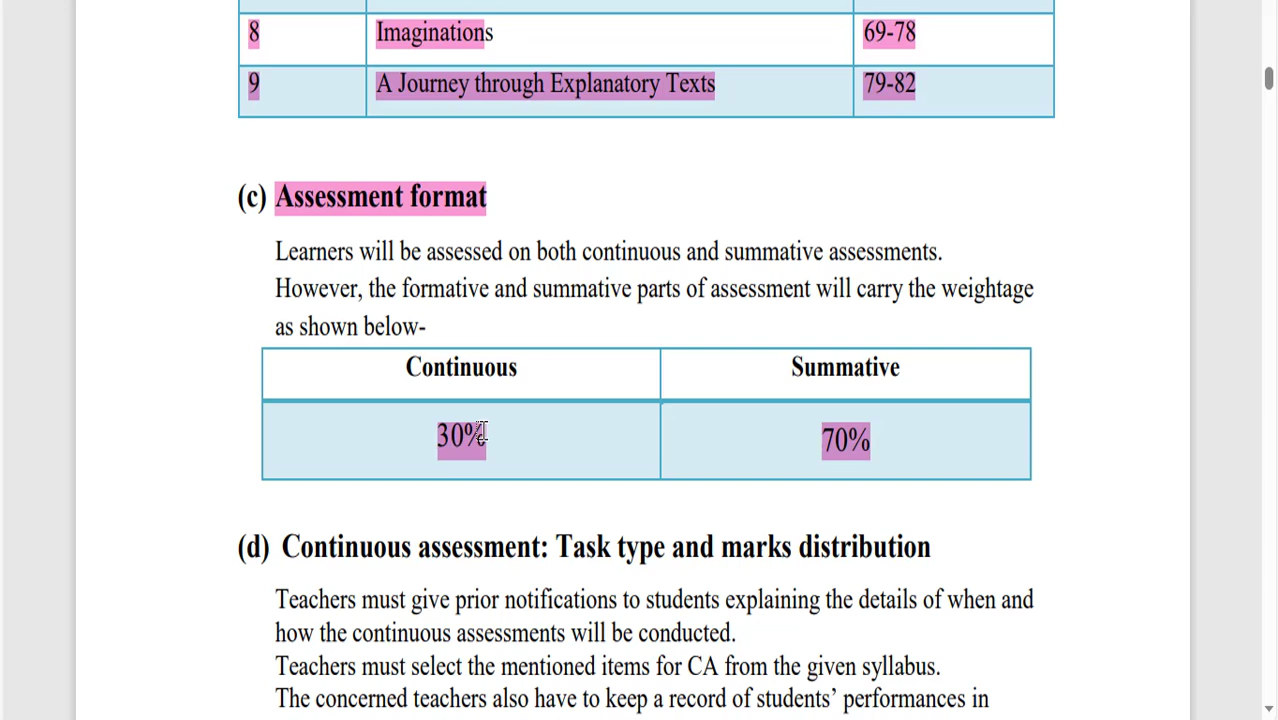 8 Imaginations 69-78
9 A Journey through Explanatory Texts 79-82
(c) Assessment format
Learners will be assessed on both continuous and summative assessments.
However, the formative and summative parts of assessment will carry the weightage
as shown below-
Continuous Summative
30% 70%
(d) Continuous assessment: Task type and marks distribution
Teachers must give prior notifications to students explaining the details of when and
how the continuous assessments will be conducted.
Teachers must select the mentioned items for CA from the given syllabus.
The concerned teachers also have to keep a record of students’ performances in